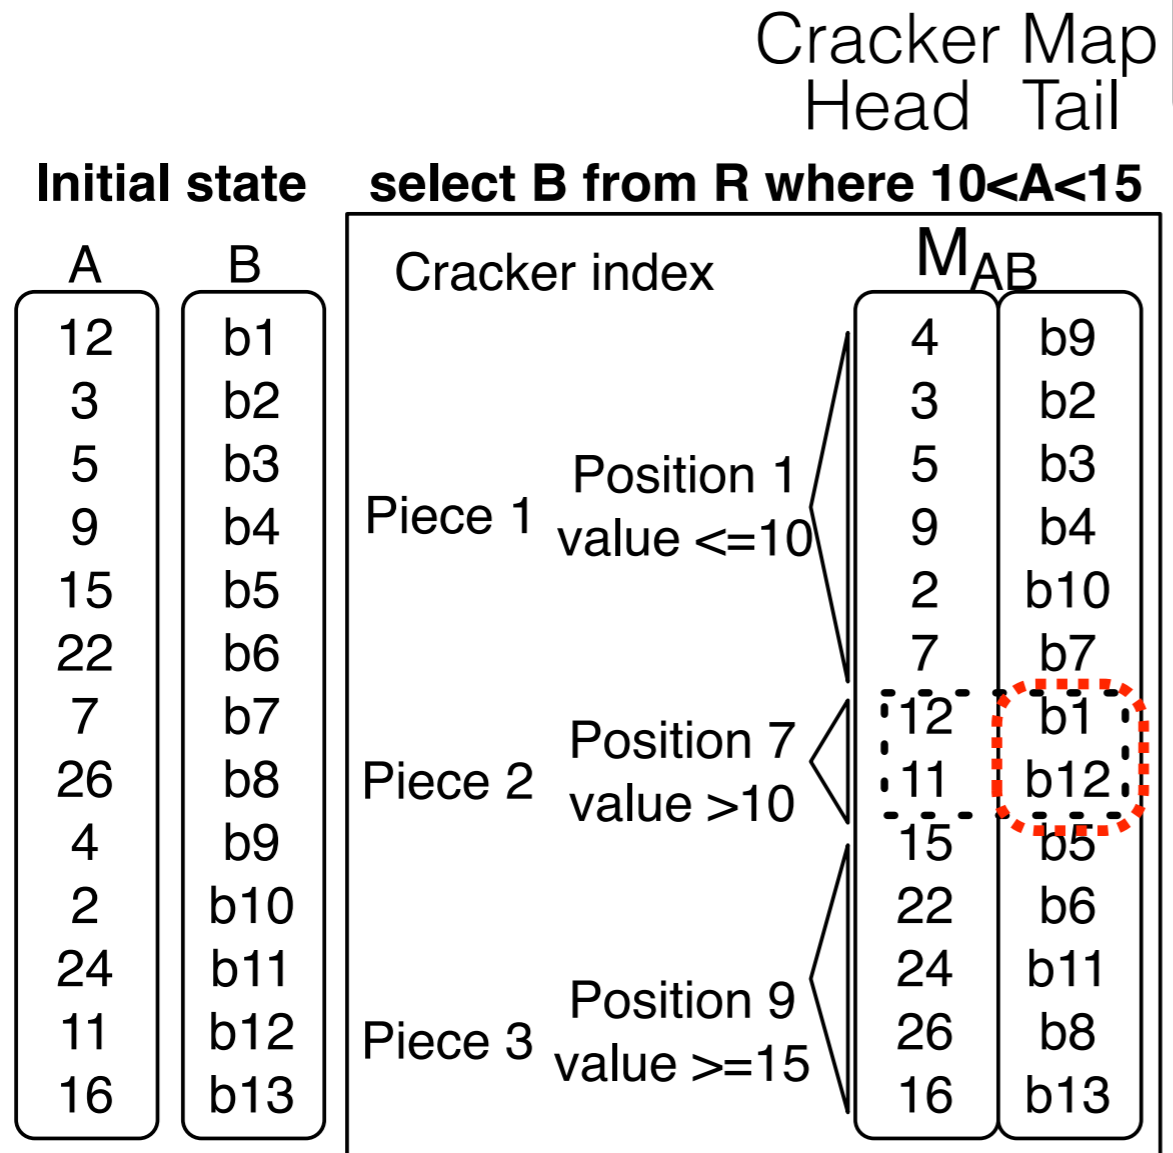 Cracker Map
Head Tail
Initial state
select B from R where 10<A<15
A B
Cracker index
M_AB
12 b1
3 b2
5 b3
9 b4
15 b5
22 b6
7 b7
26 b8
4 b9
2 b10
24 b11
11 b12
16 b13
Piece 1
Position 1
value <=10
Piece 2
Position 7
value >10
Piece 3
Position 9
value >=15
4 b9
3 b2
5 b3
9 b4
2 b10
7 b7
12 b1
11 b12
15 b5
22 b6
24 b11
26 b8
16 b13